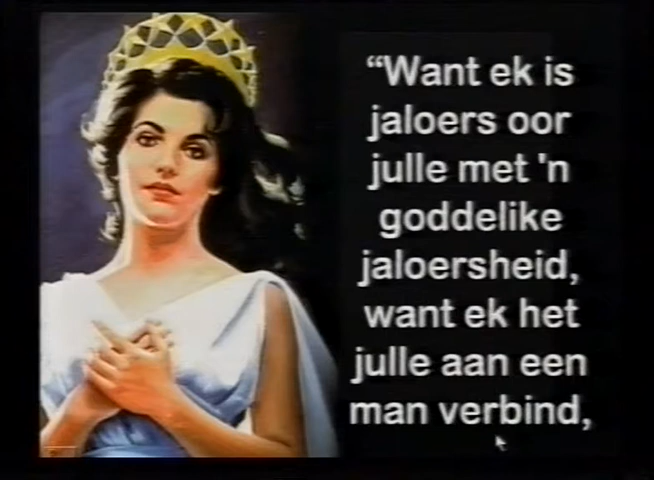 “Want ek is
jaloers oor
julle met 'n
goddelike
jaloersheid,
want ek het
julle aan een
man verbind,